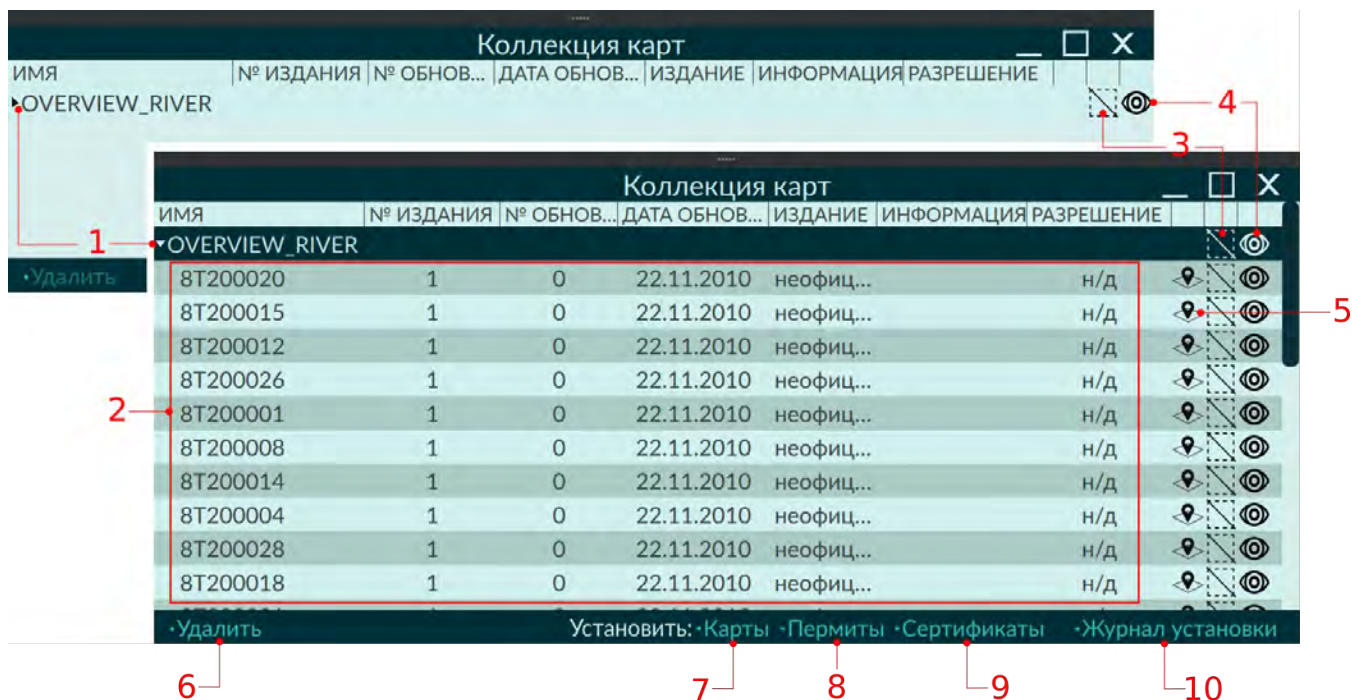 Коллекция карт
ИМЯ № ИЗДАНИЯ № ОБНОВ... ДАТА ОБНОВ... ИЗДАНИЕ ИНФОРМАЦИЯ РАЗРЕШЕНИЕ
OVERVIEW_RIVER
4
3
Коллекция карт
ИМЯ № ИЗДАНИЯ № ОБНОВ... ДАТА ОБНОВ... ИЗДАНИЕ ИНФОРМАЦИЯ РАЗРЕШЕНИЕ
1 OVERVIEW_RIVER
·Удалить
8T200020 1 0 22.11.2010 неофиц... н/д
8T200015 1 0 22.11.2010 неофиц... н/д 5
8T200012 1 0 22.11.2010 неофиц... н/д
8T200026 1 0 22.11.2010 неофиц... н/д
2 8T200001 1 0 22.11.2010 неофиц... н/д
8T200008 1 0 22.11.2010 неофиц... н/д
8T200014 1 0 22.11.2010 неофиц... н/д
8T200004 1 0 22.11.2010 неофиц... н/д
8T200028 1 0 22.11.2010 неофиц... н/д
8T200018 1 0 22.11.2010 неофиц... н/д
·Удалить Установить: ·Карты ·Пермиты ·Сертификаты ·Журнал установки
6 7 8 9 10